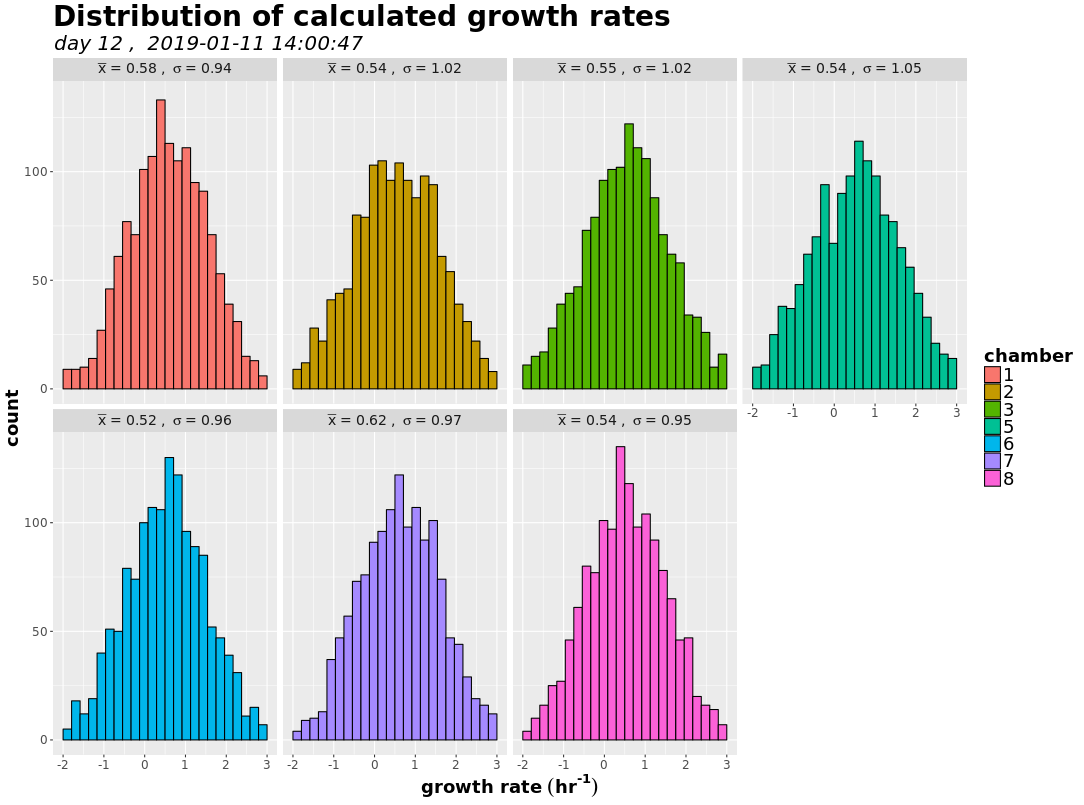 Distribution of calculated growth rates
day 12 ,  2019-01-11 14:00:47
x̅ = 0.58 ,  σ = 0.94
x̅ = 0.54 ,  σ = 1.02
x̅ = 0.55 ,  σ = 1.02
x̅ = 0.54 ,  σ = 1.05
100
50
0
-2 -1 0 1 2 3
x̅ = 0.52 ,  σ = 0.96
x̅ = 0.62 ,  σ = 0.97
x̅ = 0.54 ,  σ = 0.95
100
50
0
-2 -1 0 1 2 3
-2 -1 0 1 2 3
-2 -1 0 1 2 3
count
growth rate (hr⁻¹)
chamber
1
2
3
5
6
7
8